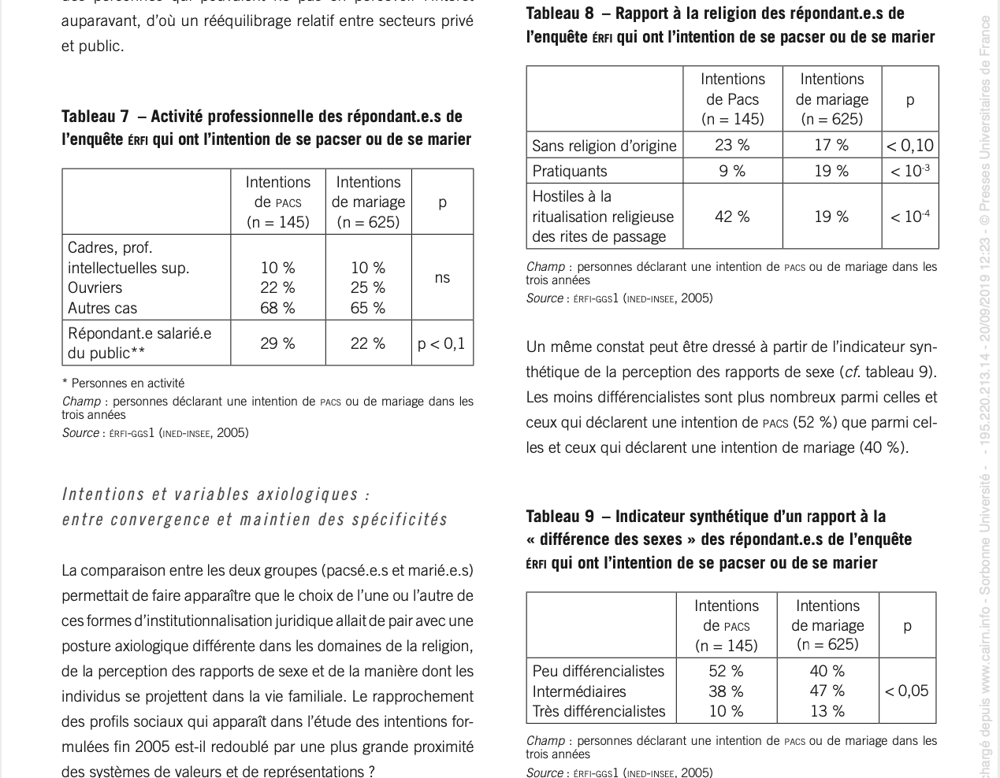 auparavant, d'où un rééquilibrage relatif entre secteurs privé
et public.
Tableau 7 – Activité professionnelle des répondant.e.s de
l'enquête ÉRFI qui ont l'intention de se pacser ou de se marier
Intentions de PACS (n = 145) Intentions de mariage (n = 625) p
Cadres, prof.
intellectuelles sup. 10 % 10 %
Ouvriers 22 % 25 % ns
Autres cas 68 % 65 %
Répondant.e salarié.e
du public** 29 % 22 % p < 0,1
* Personnes en activité
Champ : personnes déclarant une intention de PACS ou de mariage dans les
trois années
Source : ÉRFI-GGS1 (INED-INSEE, 2005)
Intentions et variables axiologiques :
entre convergence et maintien des spécificités
La comparaison entre les deux groupes (pacsé.e.s et marié.e.s)
permettait de faire apparaître que le choix de l'une ou l'autre de
ces formes d'institutionnalisation juridique allait de pair avec une
posture axiologique différente dans les domaines de la religion,
de la perception des rapports de sexe et de la manière dont les
individus se projettent dans la vie familiale. Le rapprochement
des profils sociaux qui apparaît dans l'étude des intentions for-
mulées fin 2005 est-il redoublé par une plus grande proximité
des systèmes de valeurs et de représentations ?
Tableau 8 – Rapport à la religion des répondant.e.s de
l'enquête ÉRFI qui ont l'intention de se pacser ou de se marier
Intentions de Pacs (n = 145) Intentions de mariage (n = 625) p
Sans religion d'origine 23 % 17 % < 0,10
Pratiquants 9 % 19 % < 10-3
Hostiles à la
ritualisation religieuse 42 % 19 % < 10-4
des rites de passage
Champ : personnes déclarant une intention de PACS ou de mariage dans les
trois années
Source : ÉRFI-GGS1 (INED-INSEE, 2005)
Un même constat peut être dressé à partir de l'indicateur syn-
thétique de la perception des rapports de sexe (cf. tableau 9).
Les moins différencialistes sont plus nombreux parmi celles et
ceux qui déclarent une intention de PACS (52 %) que parmi cel-
les et ceux qui déclarent une intention de mariage (40 %).
Tableau 9 – Indicateur synthétique d'un rapport à la
« différence des sexes » des répondant.e.s de l'enquête
ÉRFI qui ont l'intention de se pacser ou de se marier
Intentions de PACS (n = 145) Intentions de mariage (n = 625) p
Peu différencialistes 52 % 40 %
Intermédiaires 38 % 47 % < 0,05
Très différencialistes 10 % 13 %
Champ : personnes déclarant une intention de PACS ou de mariage dans les
trois années
Source : ÉRFI-GGS1 (INED-INSEE, 2005)
chargé depuis www.cairn.info - Sorbonne Université - - 195.220.213.14 - 20/09/2019 12:23 - © Presses Universitaires de France